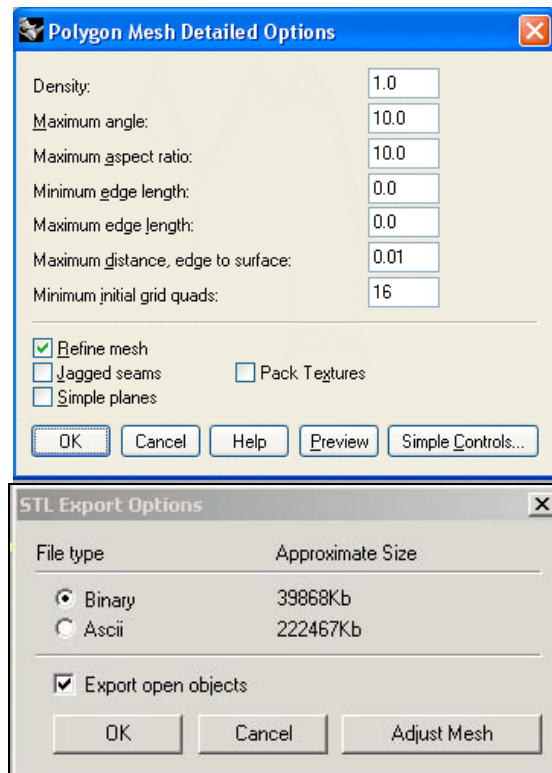 Polygon Mesh Detailed Options
Density: 1.0
Maximum angle: 10.0
Maximum aspect ratio: 10.0
Minimum edge length: 0.0
Maximum edge length: 0.0
Maximum distance, edge to surface: 0.01
Minimum initial grid quads: 16
Refine mesh
Jagged seams Pack Textures
Simple planes
OK Cancel Help Preview Simple Controls...
STL Export Options
File type Approximate Size
Binary 39868Kb
Ascii 222467Kb
Export open objects
OK Cancel Adjust Mesh